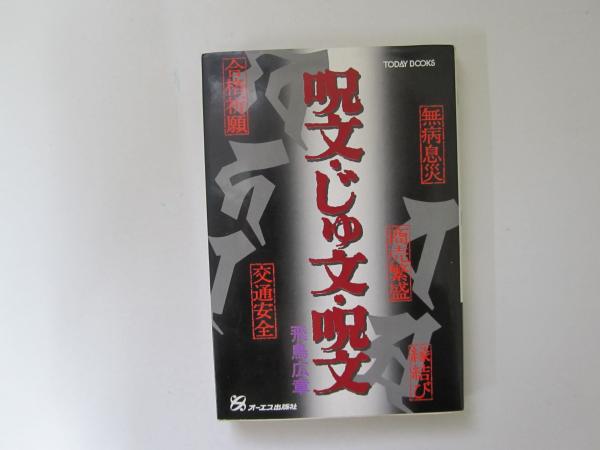 TODAY BOOKS
呪文・じゅ文・呪文
飛鳥広章
合格祈願
無病息災
商売繁盛
交通安全
縁結び
オーエス出版社